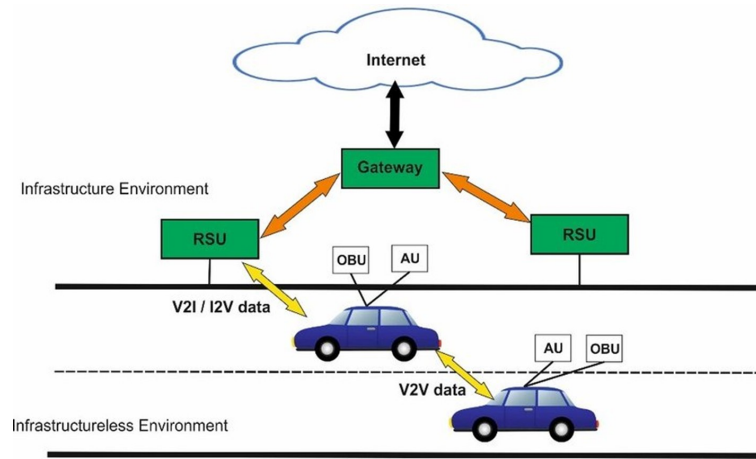 Internet
Gateway
Infrastructure Environment
RSU
RSU
OBU
AU
V2I / I2V data
AU
OBU
V2V data
Infrastructureless Environment